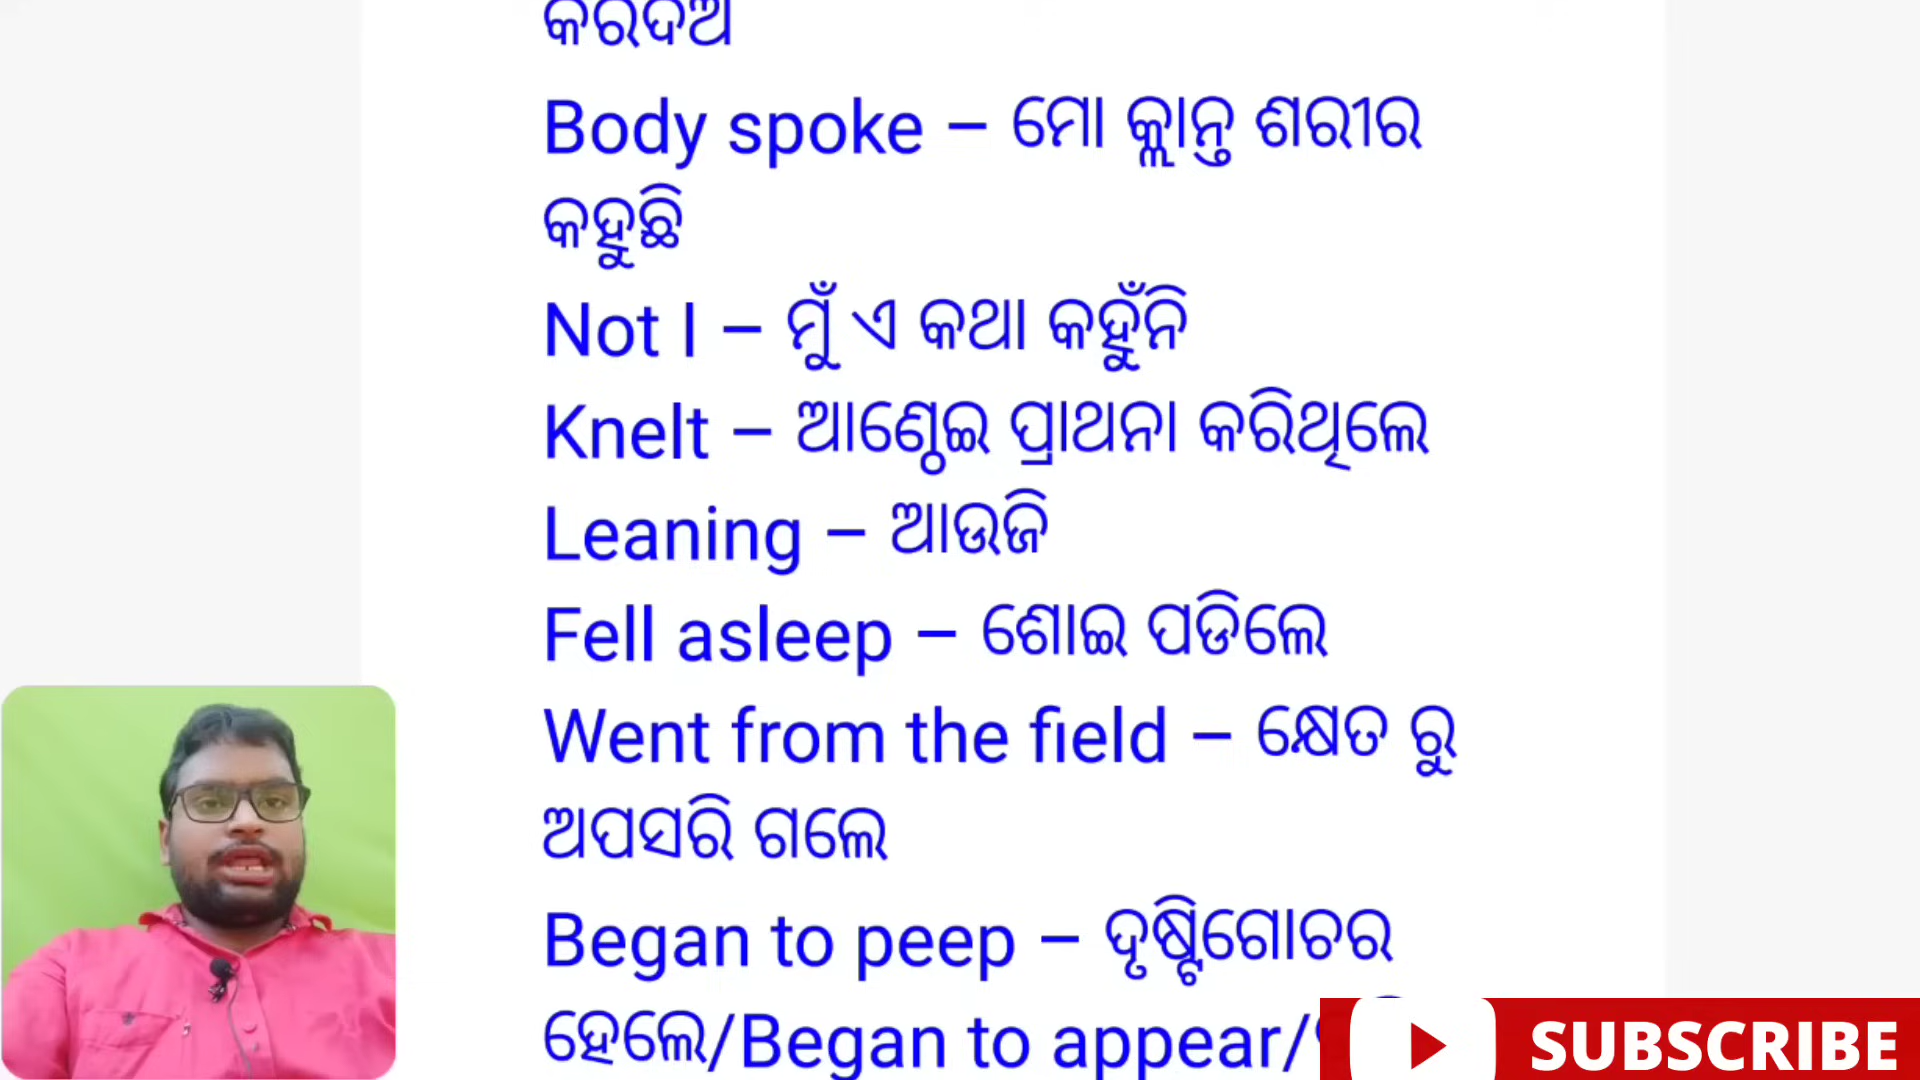 Body spoke – ମୋ କ୍ଲାନ୍ତ ଶରୀର
କହୁଛି
Not I – ମୁଁ ଏ କଥା କହୁଁନି
Knelt – ଆଣ୍ଠେଇ ପ୍ରାଥନା କରିଥିଲେ
Leaning – ଆଉଜି
Fell asleep – ଶୋଇ ପଡିଲେ
Went from the field – କ୍ଷେତ ରୁ
ଅପସରି ଗଲେ
Began to peep – ଦୃଷ୍ଟିଗୋଚର
ହେଲେ/Began to appear/
SUBSCRIBE